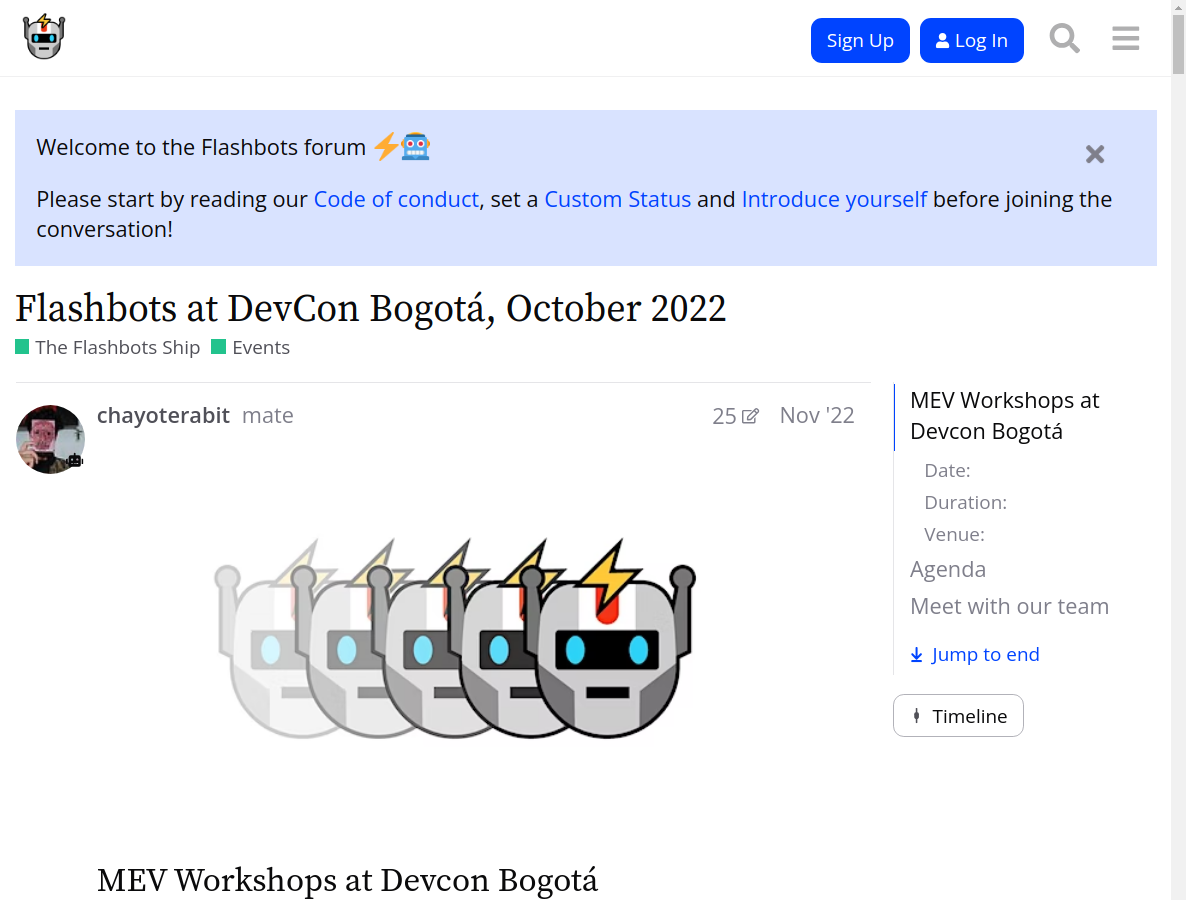 Sign Up
Log In
Welcome to the Flashbots forum
Please start by reading our Code of conduct, set a Custom Status and Introduce yourself before joining the
conversation!
Flashbots at DevCon Bogotá, October 2022
The Flashbots Ship Events
chayoterabit mate 25 Nov '22
MEV Workshops at
Devcon Bogotá
Date:
Duration:
Venue:
Agenda
Meet with our team
Jump to end
Timeline
MEV Workshops at Devcon Bogotá